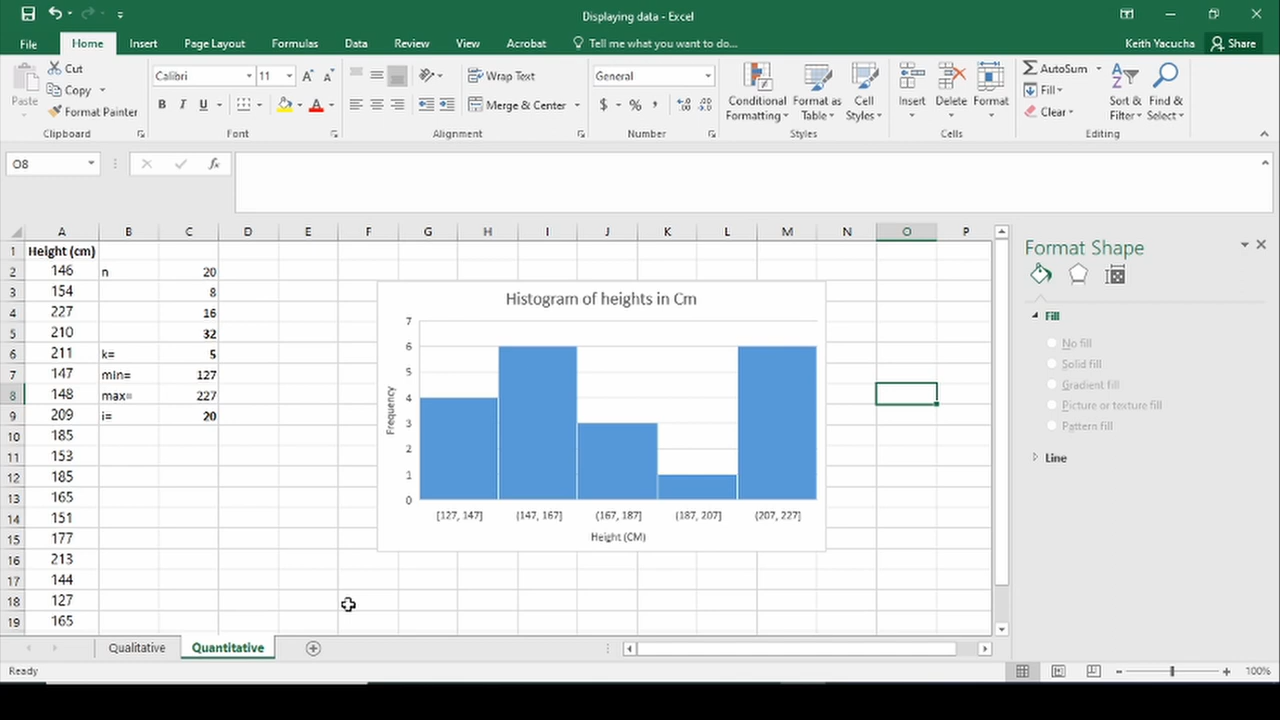 Displaying data - Excel
File Home Insert Page Layout Formulas Data Review View Acrobat Tell me what you want to do... Keith Yacucha Share
Paste Cut Copy Format Painter Clipboard
Calibri 11 B I U A Font
Wrap Text Merge & Center Alignment
General $ % , Number
Conditional Formatting Format as Table Cell Styles Styles
Insert Delete Format Cells
AutoSum Fill Clear Sort & Filter Find & Select Editing
O8 fx
A B C D E F G H I J K L M N O P
1 Height (cm)
2 146 n 20
3 154 8
4 227 16
5 210 32
6 211 k= 5
7 147 min= 127
8 148 max= 227
9 209 i= 20
10 185
11 153
12 185
13 165
14 151
15 177
16 213
17 144
18 127
19 165
Histogram of heights in Cm
7
6
5
4
3
2
1
0
Frequency
[127, 147] (147, 167] (167, 187] (187, 207] (207, 227]
Height (CM)
Format Shape
Fill
No fill
Solid fill
Gradient fill
Picture or texture fill
Pattern fill
Line
Qualitative Quantitative
Ready 100%